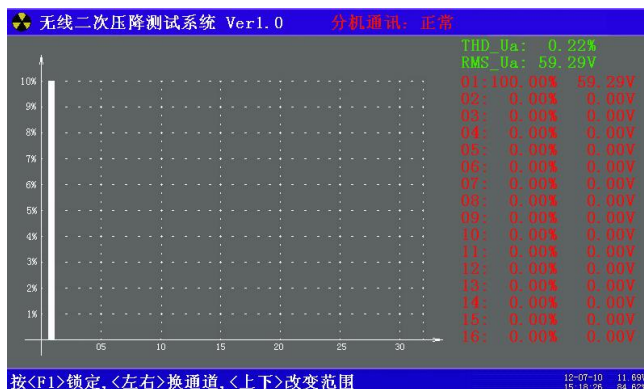 无线二次压降测试系统 Ver1.0 分机通讯: 正常
THD_Ua: 0.22%
RMS_Ua: 59.29V
10%
9%
8%
7%
6%
5%
4%
3%
2%
1%
05 10 15 20 25 30
01:100.00% 59.29V
02: 0.00% 0.00V
03: 0.00% 0.00V
04: 0.00% 0.00V
05: 0.00% 0.00V
06: 0.00% 0.00V
07: 0.00% 0.00V
08: 0.00% 0.00V
09: 0.00% 0.00V
10: 0.00% 0.00V
11: 0.00% 0.00V
12: 0.00% 0.00V
13: 0.00% 0.00V
14: 0.00% 0.00V
15: 0.00% 0.00V
16: 0.00% 0.00V
按<F1>锁定,<左右>换通道,<上下>改变范围
12-07-10 11.69V
15:18:26 84.62%